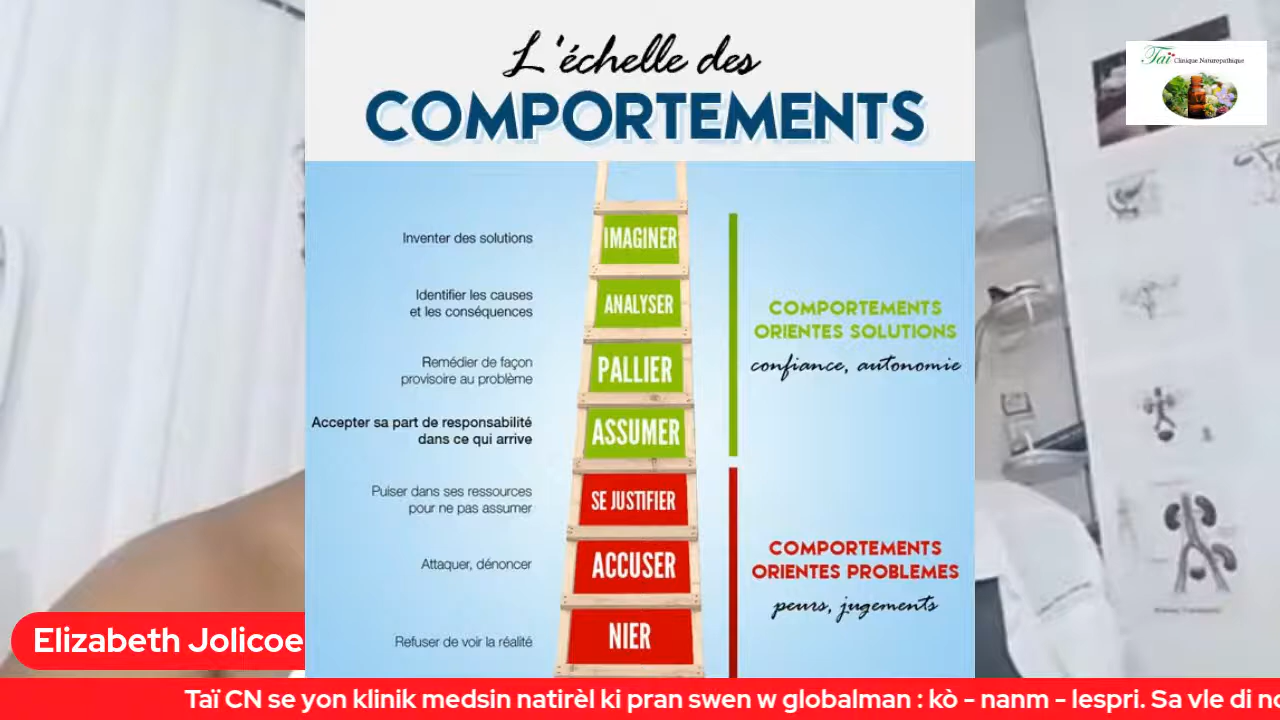 L'échelle des
COMPORTEMENTS
Taï Clinique Naturopathique
Inventer des solutions
IMAGINER
Identifier les causes
et les conséquences
ANALYSER
COMPORTEMENTS
ORIENTES SOLUTIONS
confiance, autonomie
Remédier de façon
provisoire au problème
PALLIER
Accepter sa part de responsabilité
dans ce qui arrive
ASSUMER
Puiser dans ses ressources
pour ne pas assumer
SE JUSTIFIER
COMPORTEMENTS
ORIENTES PROBLEMES
peurs, jugements
Attaquer, dénoncer
ACCUSER
Refuser de voir la réalité
NIER
Elizabeth Jolicoe
Taï CN se yon klinik medsin natirèl ki pran swen w globalman : kò - nanm - lespri. Sa vle di no